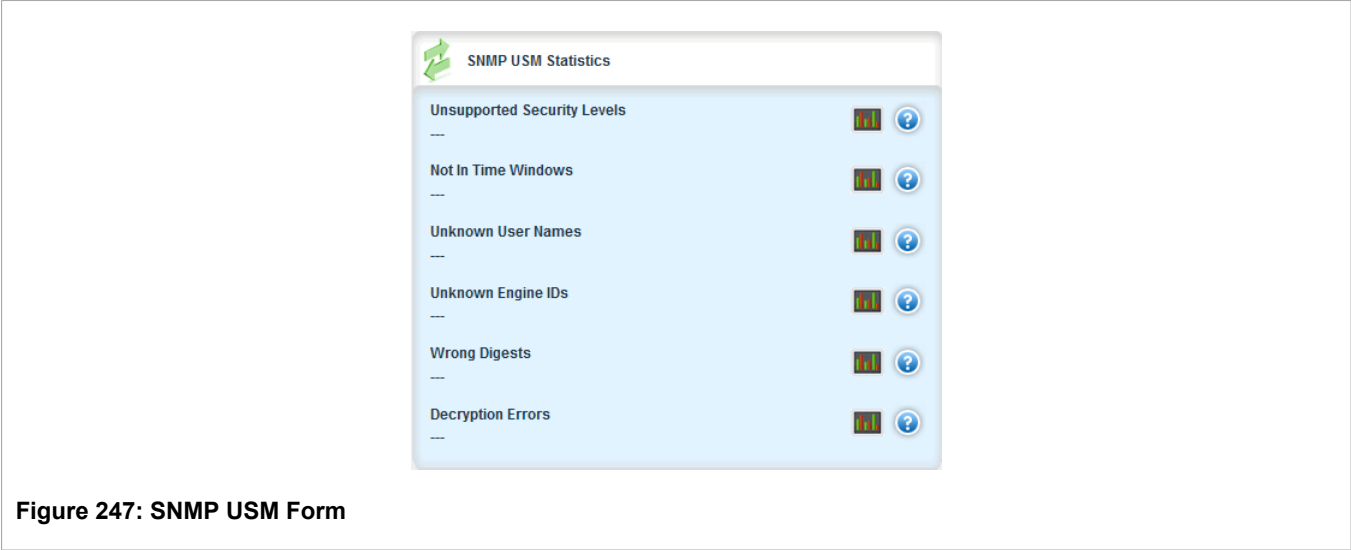 SNMP USM Statistics
Unsupported Security Levels
---
Not In Time Windows
---
Unknown User Names
---
Unknown Engine IDs
---
Wrong Digests
---
Decryption Errors
---
Figure 247: SNMP USM Form